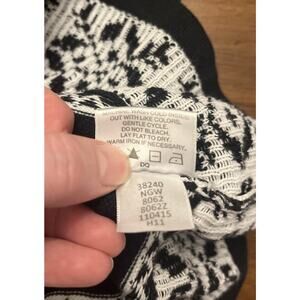 MACHINE WASH COLD INSIDE
OUT WITH LIKE COLORS.
GENTLE CYCLE.
DO NOT BLEACH.
LAY FLAT TO DRY.
WARM IRON IF NECESSARY.
DO
38240
NGW
8062
8062Z
110415
H11